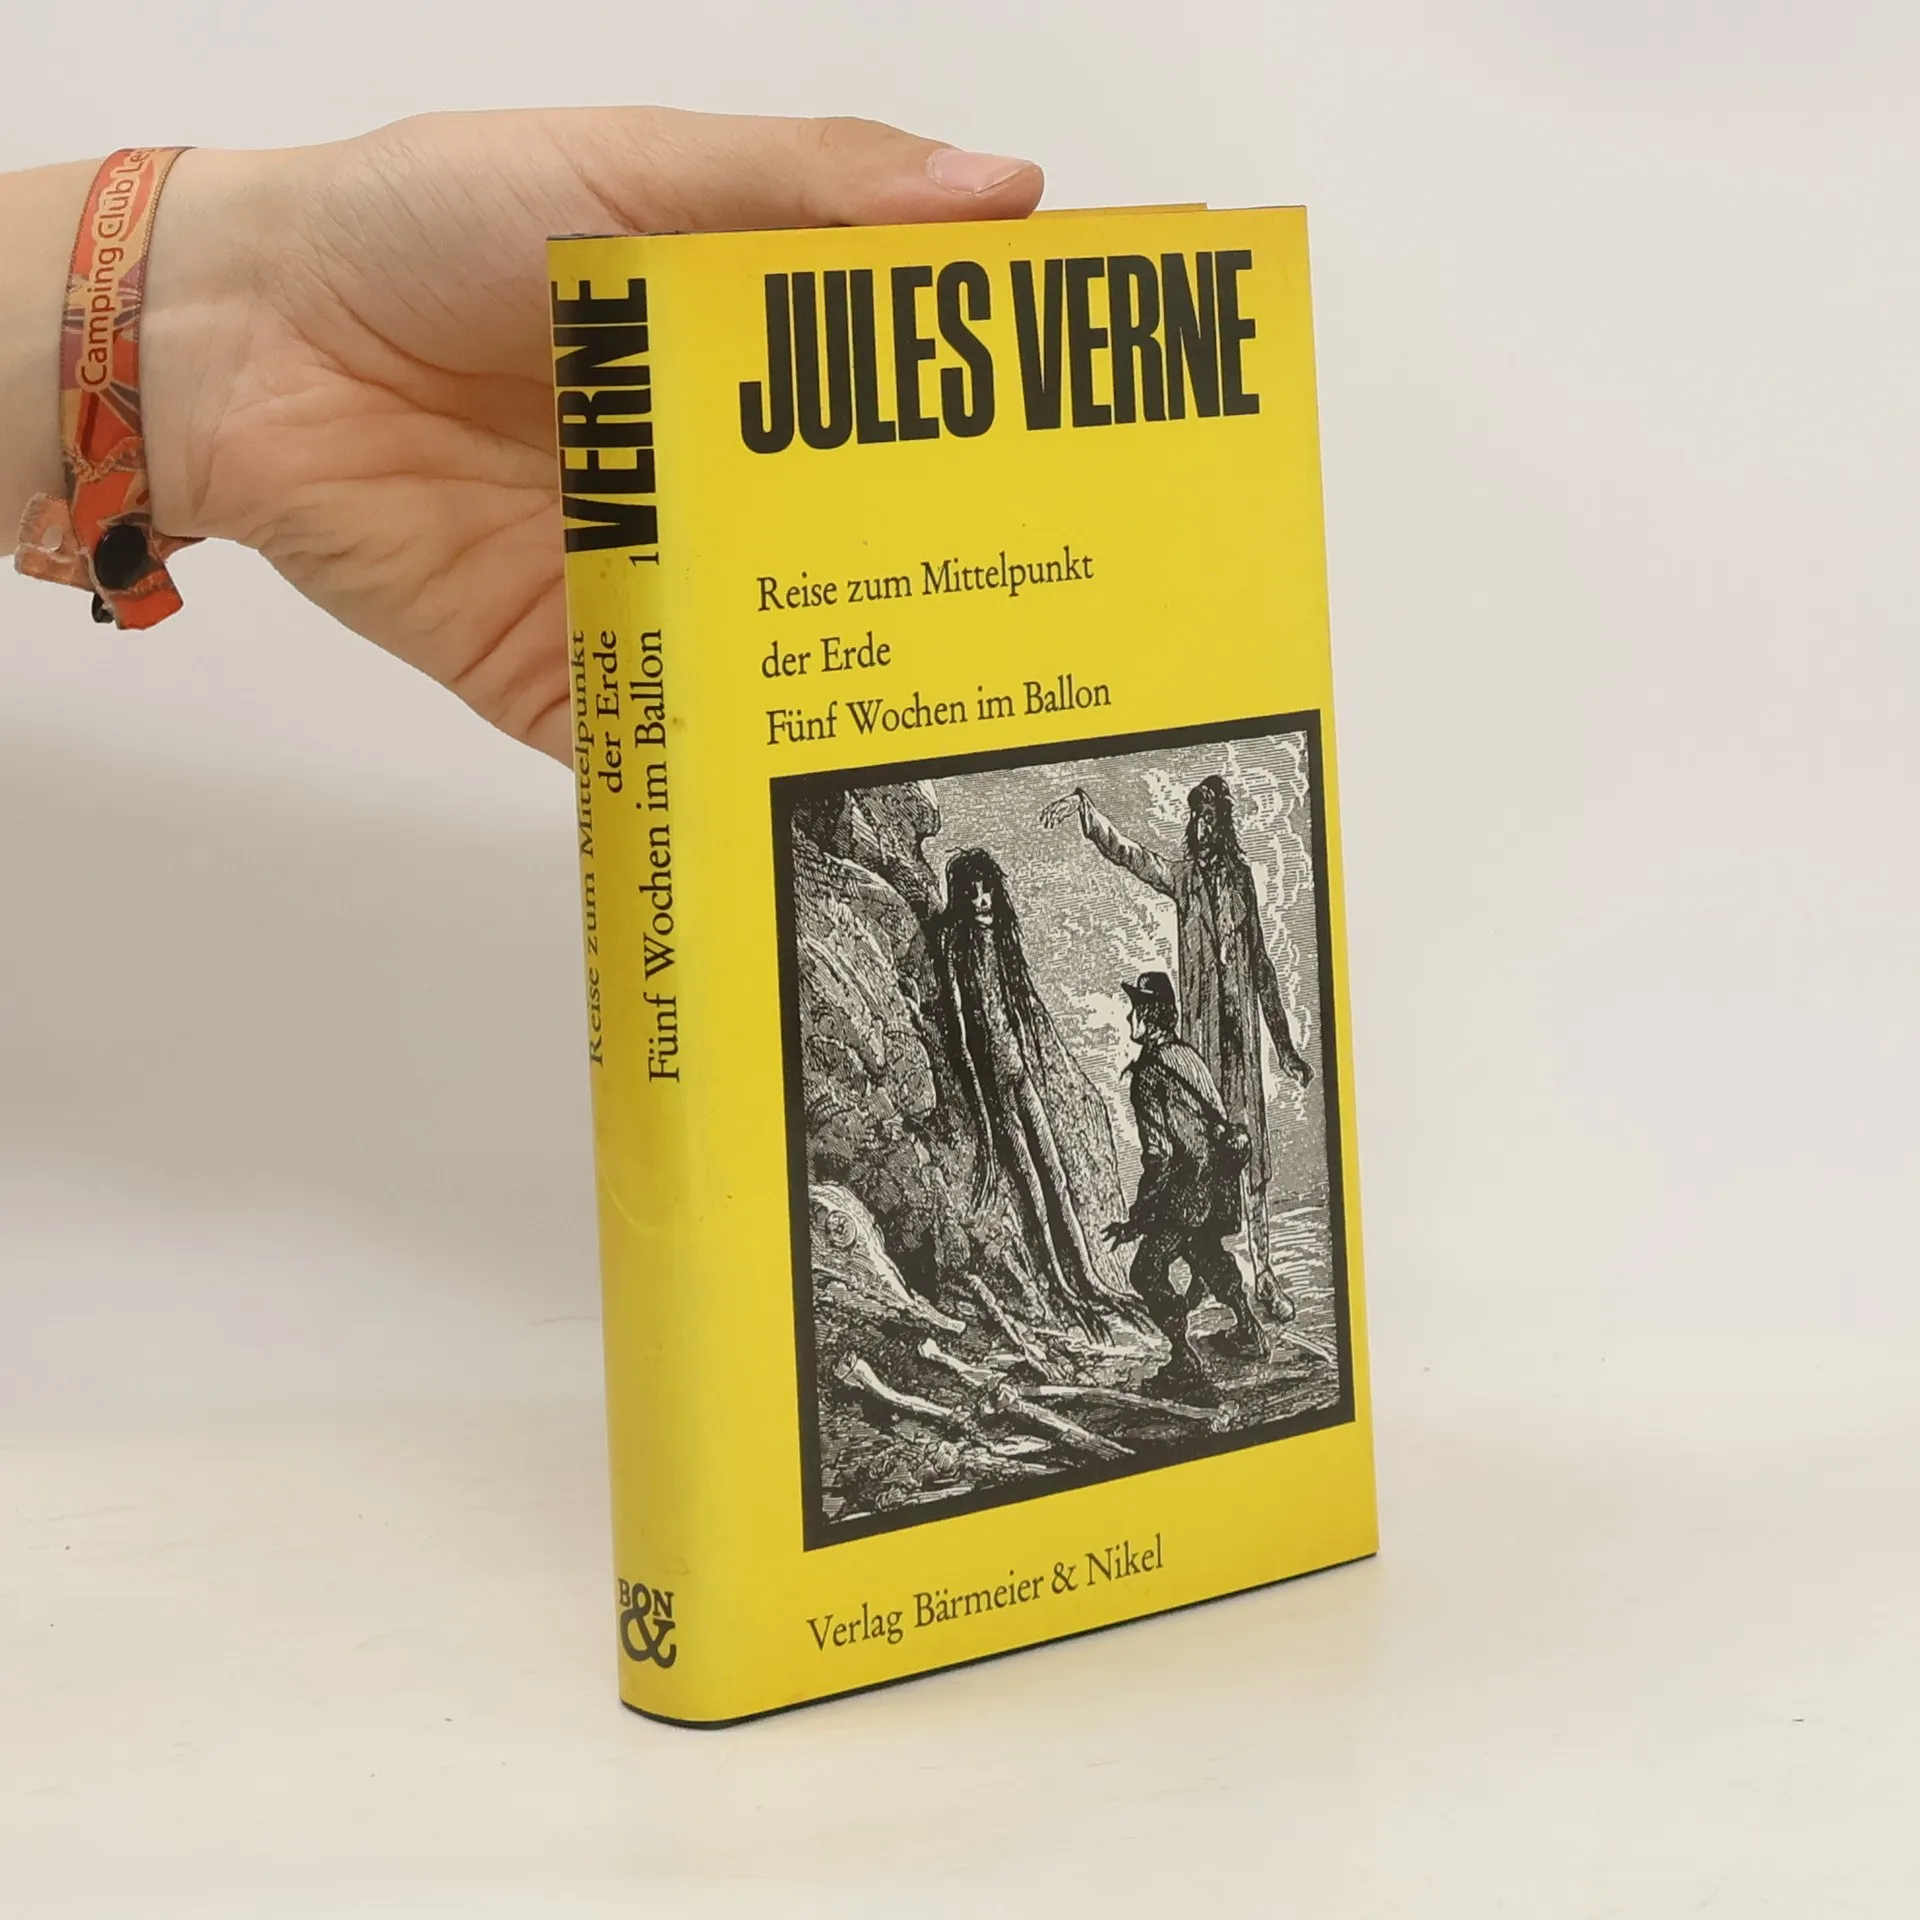 Camping Club Le
VERNE
1
Reise zum Mittelpunkt
der Erde
Fünf Wochen im Ballon
B&N
JULES VERNE
Reise zum Mittelpunkt
der Erde
Fünf Wochen im Ballon
Verlag Bärmeier & Nikel